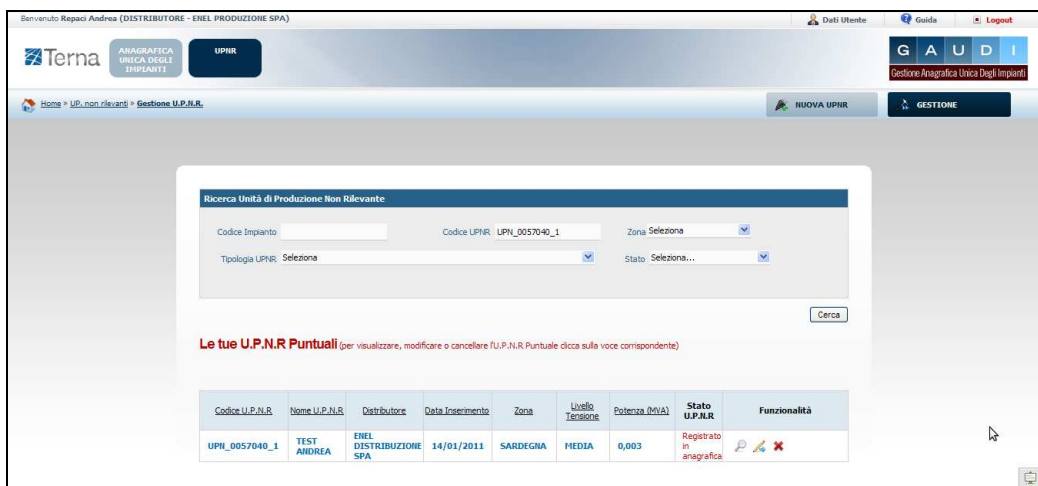 Benvenuto Repaci Andrea (DISTRIBUTORE - ENEL PRODUZIONE SPA)
Dati Utente
Guida
Logout
Terna
ANAGRAFICA
UNICA DEGLI
IMPIANTI
UPNR
G A U D I
Gestione Anagrafica Unica Degli Impianti
Home » UP. non rilevanti » Gestione U.P.N.R.
NUOVA UPNR
GESTIONE
Ricerca Unità di Produzione Non Rilevante
Codice Impianto
Codice UPNR UPN_0057040_1
Zona Seleziona
Tipologia UPNR Seleziona
Stato Seleziona...
Cerca
Le tue U.P.N.R Puntuali (per visualizzare, modificare o cancellare l'U.P.N.R Puntuale clicca sulla voce corrispondente)
Codice U.P.N.R
Nome U.P.N.R
Distributore
Data Inserimento
Zona
Livello
Tensione
Potenza (MVA)
Stato
U.P.N.R
Funzionalità
UPN_0057040_1
TEST
ANDREA
ENEL
DISTRIBUZIONE
SPA
14/01/2011
SARDEGNA
MEDIA
0,003
Registrato
in
anagrafica